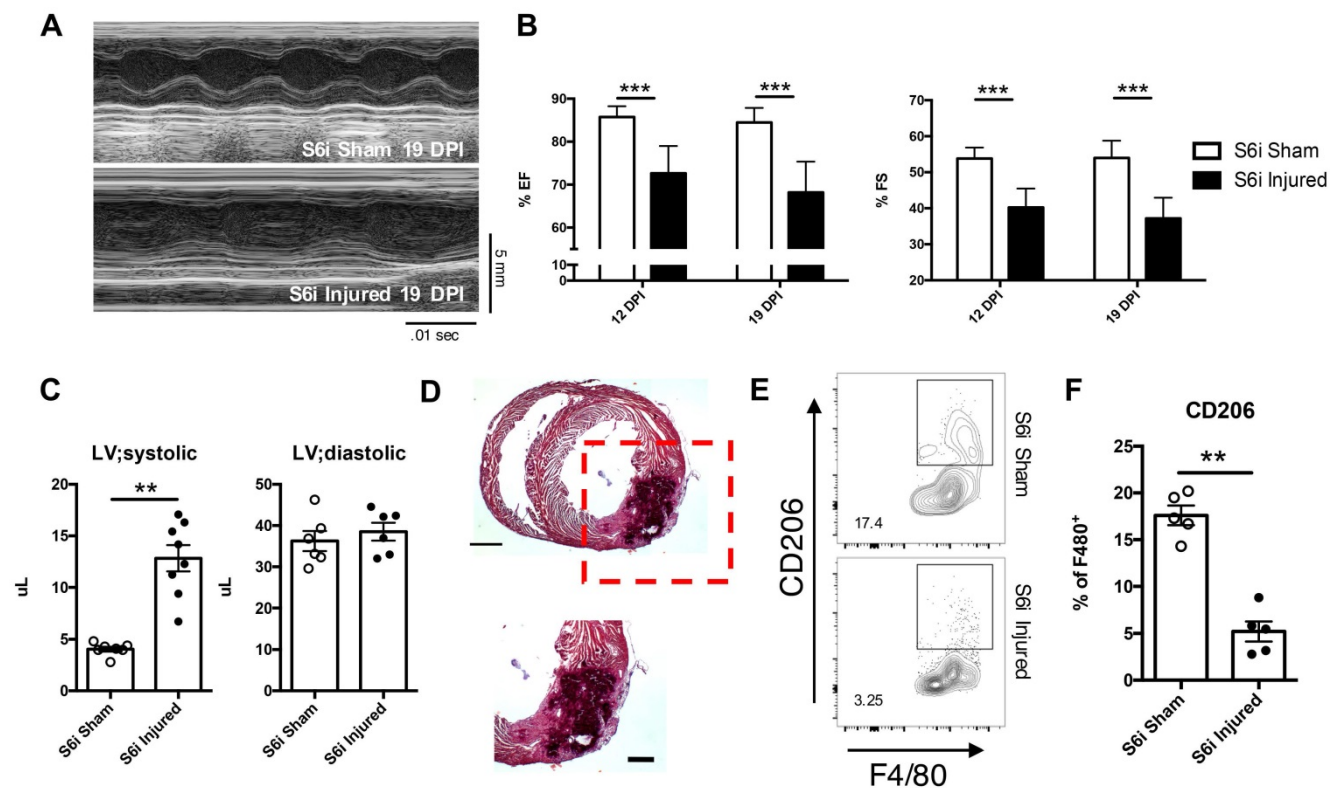 A
S6i Sham 19 DPI
S6i Injured 19 DPI
5 mm
.01 sec
B
% EF
90
80
70
60
10
0
***
***
12 DPI
19 DPI
% FS
70
60
50
40
30
20
***
***
12 DPI
19 DPI
S6i Sham
S6i Injured
C
LV;systolic
uL
20
15
10
5
0
**
S6i Sham
S6i Injured
LV;diastolic
uL
50
40
30
20
10
0
S6i Sham
S6i Injured
D
E
CD206
17.4
S6i Sham
3.25
S6i Injured
F4/80
F
CD206
% of F480+
25
20
15
10
5
0
**
S6i Sham
S6i Injured